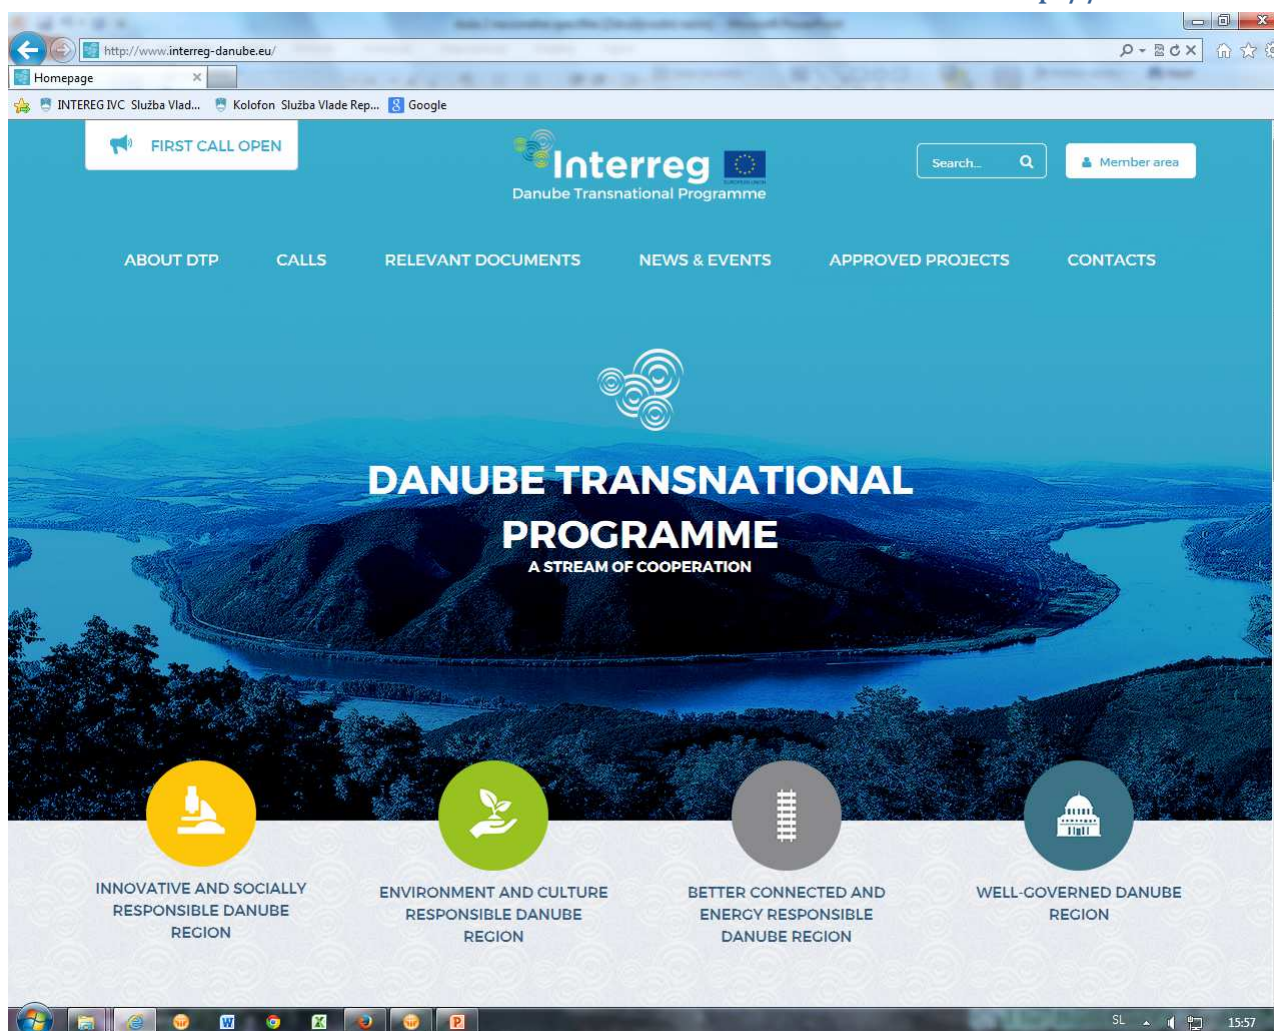 http://www.interreg-danube.eu/
Homepage
INTEREG IVC Služba Vlad... Kolofon Služba Vlade Rep... Google
FIRST CALL OPEN
Interreg
EUROPEAN UNION
Danube Transnational Programme
Search...
Member area
ABOUT DTP CALLS RELEVANT DOCUMENTS NEWS & EVENTS APPROVED PROJECTS CONTACTS
DANUBE TRANSNATIONAL
PROGRAMME
A STREAM OF COOPERATION
INNOVATIVE AND SOCIALLY
RESPONSIBLE DANUBE
REGION
ENVIRONMENT AND CULTURE
RESPONSIBLE DANUBE
REGION
BETTER CONNECTED AND
ENERGY RESPONSIBLE
DANUBE REGION
WELL-GOVERNED DANUBE
REGION
SL 15:57